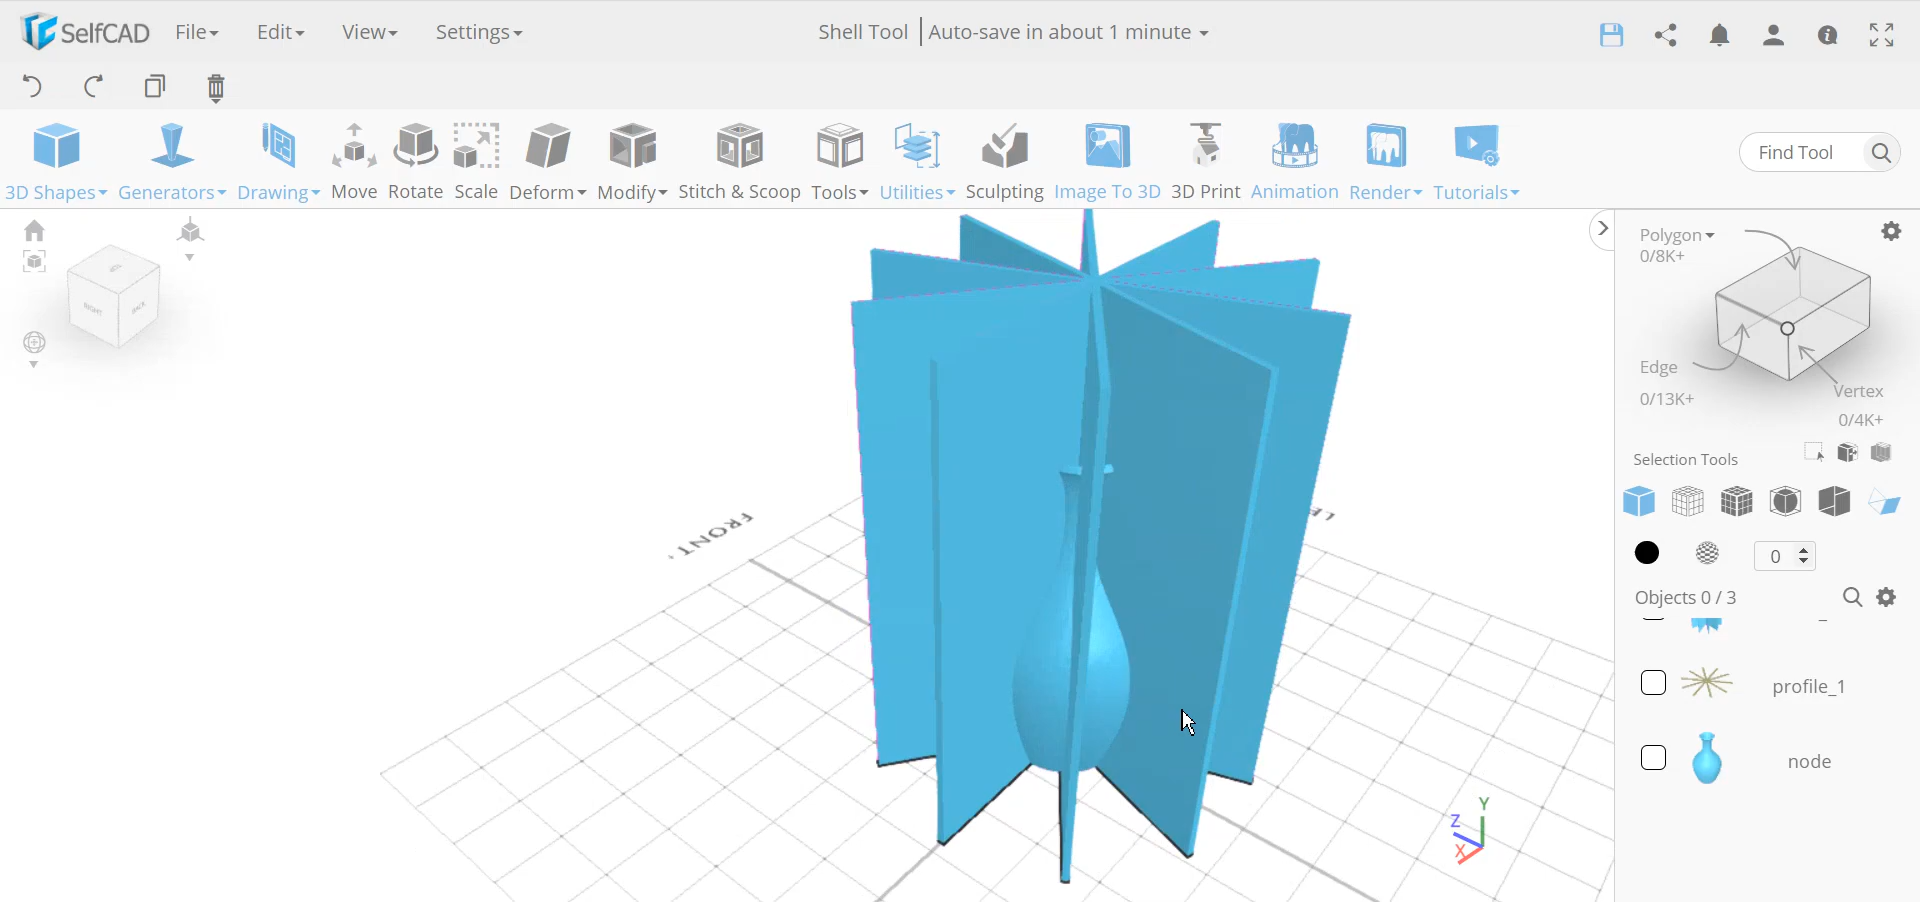 SelfCAD File Edit View Settings Shell Tool Auto-save in about 1 minute
3D Shapes Generators Drawing Move Rotate Scale Deform Modify Stitch & Scoop Tools Utilities Sculpting Image To 3D 3D Print Animation Render Tutorials Find Tool
RIGHT BACK
FRONT
Polygon
0/8K+
Edge
0/13K+
Vertex
0/4K+
Selection Tools
0
Objects 0 / 3
profile_1
node
Y
Z
X